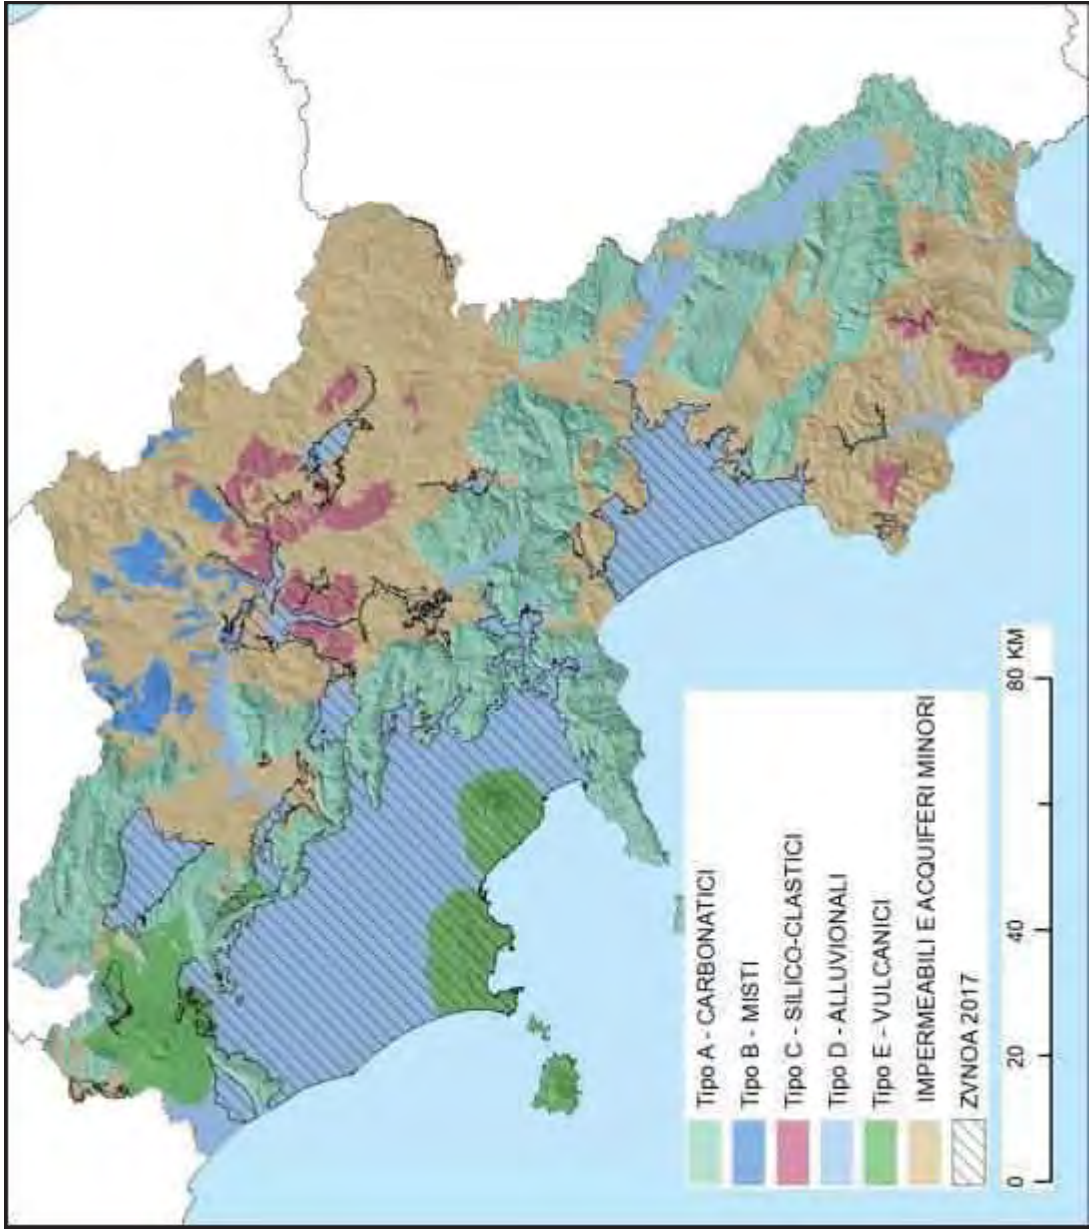 Tipo A - CARBONATICI
Tipo B - MISTI
Tipo C - SILICO-CLASTICI
Tipo D - ALLUVIONALI
Tipo E - VULCANICI
IMPERMEABILI E ACQUIFERI MINORI
ZVNOA 2017
0 20 40 80 KM